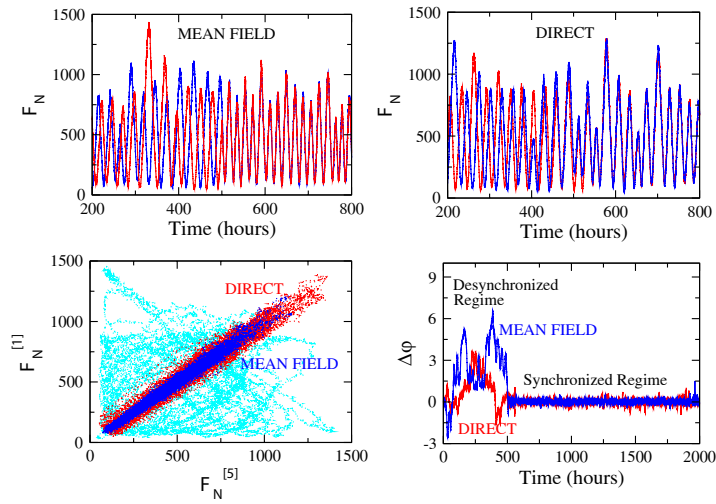 MEAN FIELD
1500
1000
500
0
F_N
200 400 600 800
Time (hours)
DIRECT
1500
1000
500
0
F_N
200 400 600 800
Time (hours)
1500
1000
500
0
F_N^[1]
DIRECT
MEAN FIELD
0 500 1000 1500
F_N^[5]
9
6
3
0
-3
Δφ
Desynchronized
Regime
MEAN FIELD
Synchronized Regime
DIRECT
0 500 1000 1500 2000
Time (hours)